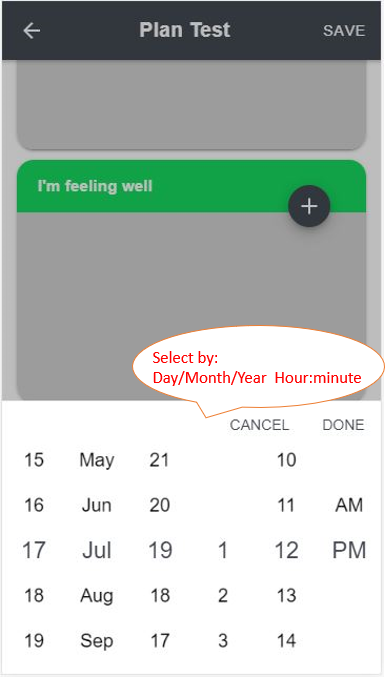 Plan Test SAVE
I'm feeling well
+
Select by:
Day/Month/Year Hour:minute
CANCEL DONE
15 May 21 10
16 Jun 20 11 AM
17 Jul 19 1 12 PM
18 Aug 18 2 13
19 Sep 17 3 14